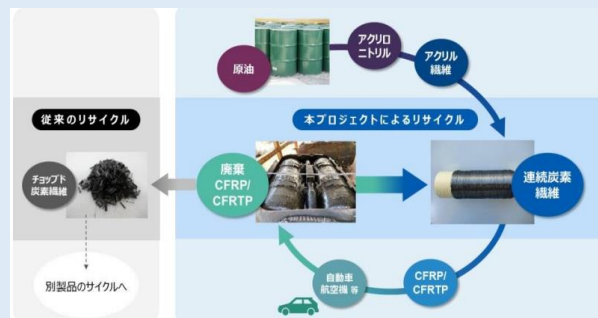 原油
アクリロ
ニトリル
アクリル
繊維
従来のリサイクル
本プロジェクトによるリサイクル
チョップド
炭素繊維
廃棄
CFRP/
CFRTP
連続炭素
繊維
別製品のサイクルへ
自動車
航空機 等
CFRP/
CFRTP